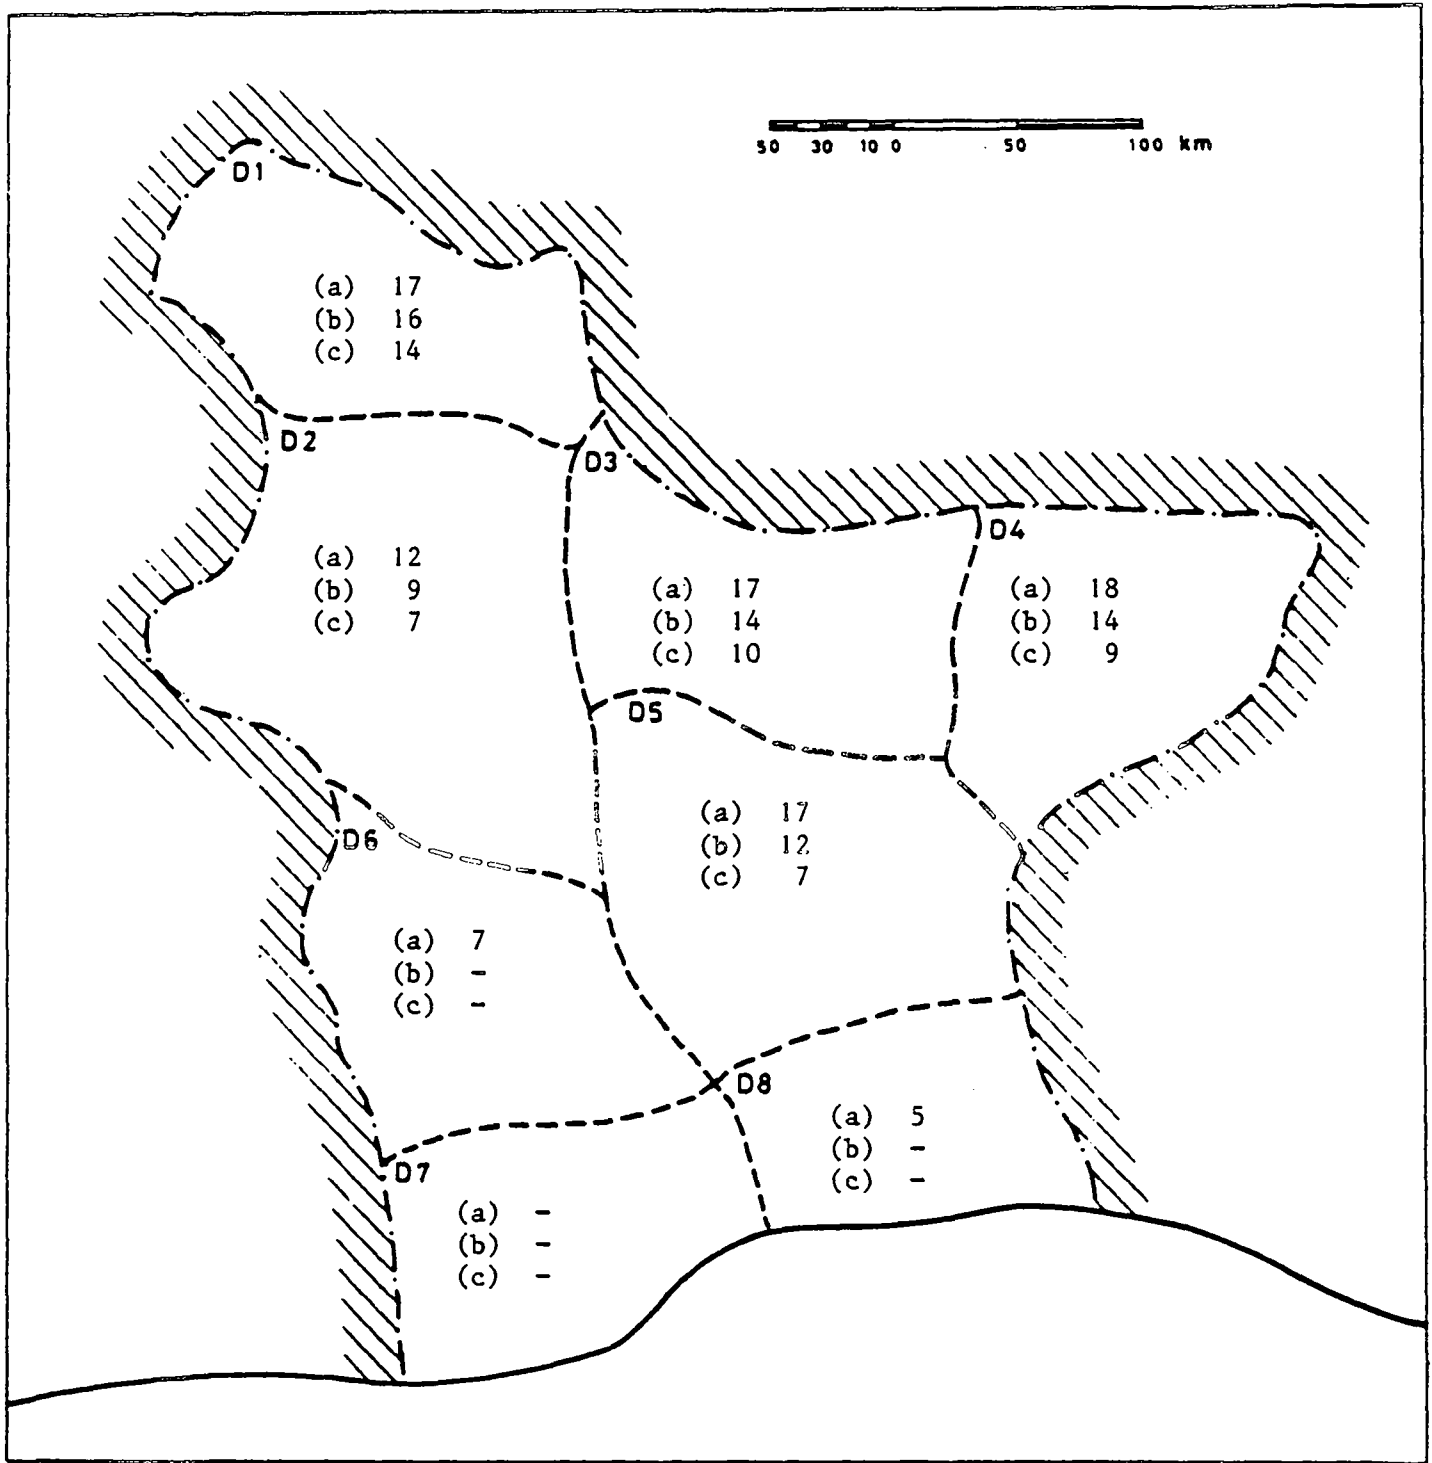 50 30 10 0 50 100 km
D1
(a) 17
(b) 16
(c) 14
D2
D3
(a) 12
(b) 9
(c) 7
D4
(a) 17
(b) 14
(c) 10
(a) 18
(b) 14
(c) 9
D5
(a) 17
(b) 12
(c) 7
D6
(a) 7
(b) -
(c) -
D8
(a) 5
(b) -
(c) -
D7
(a) -
(b) -
(c) -